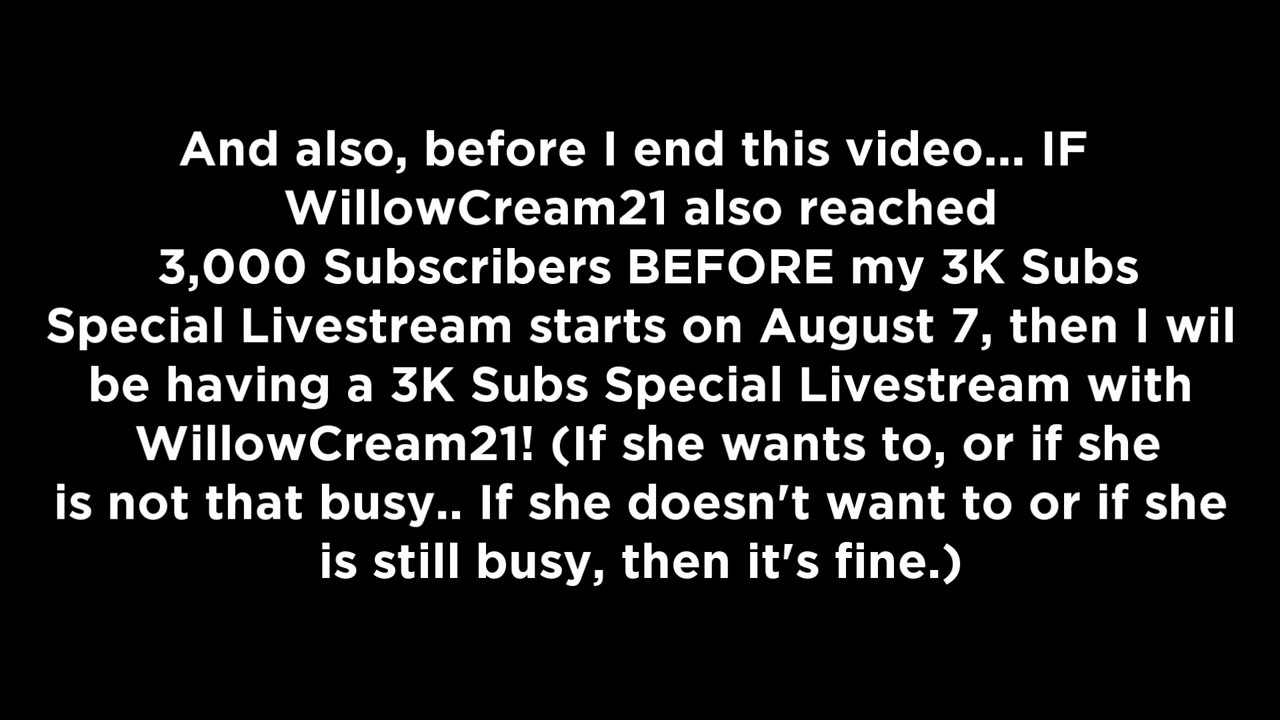 And also, before I end this video... IF
WillowCream21 also reached
3,000 Subscribers BEFORE my 3K Subs
Special Livestream starts on August 7, then I wil
be having a 3K Subs Special Livestream with
WillowCream21! (If she wants to, or if she
is not that busy.. If she doesn't want to or if she
is still busy, then it's fine.)